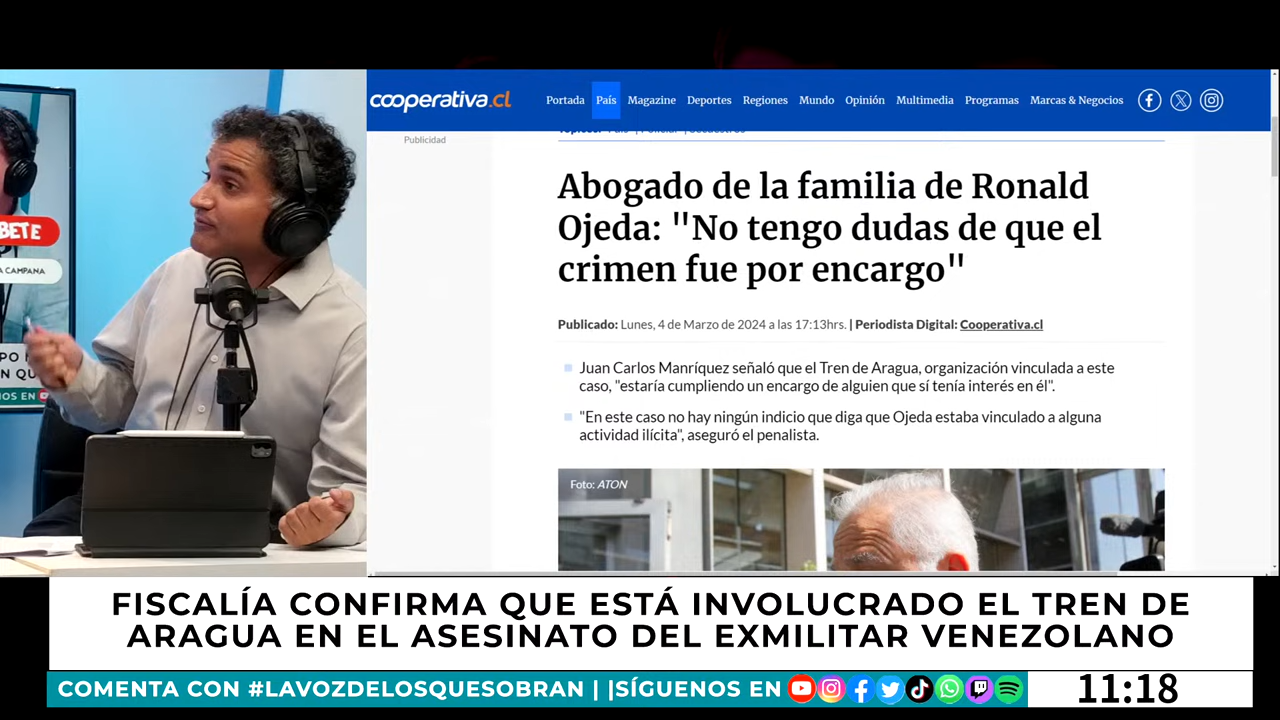 cooperativa.cl
Portada País Magazine Deportes Regiones Mundo Opinión Multimedia Programas Marcas & Negocios
Publicidad
Abogado de la familia de Ronald
Ojeda: "No tengo dudas de que el
crimen fue por encargo"
Publicado: Lunes, 4 de Marzo de 2024 a las 17:13hrs. | Periodista Digital: Cooperativa.cl
Juan Carlos Manríquez señaló que el Tren de Aragua, organización vinculada a este
caso, "estaría cumpliendo un encargo de alguien que sí tenía interés en él".
"En este caso no hay ningún indicio que diga que Ojeda estaba vinculado a alguna
actividad ilícita", aseguró el penalista.
Foto: ATON
BETE
A CAMPANA
PO
N QU
NOS EN
FISCALÍA CONFIRMA QUE ESTÁ INVOLUCRADO EL TREN DE
ARAGUA EN EL ASESINATO DEL EXMILITAR VENEZOLANO
COMENTA CON #LAVOZDELOSQUESOBRAN | |SÍGUENOS EN
11:18